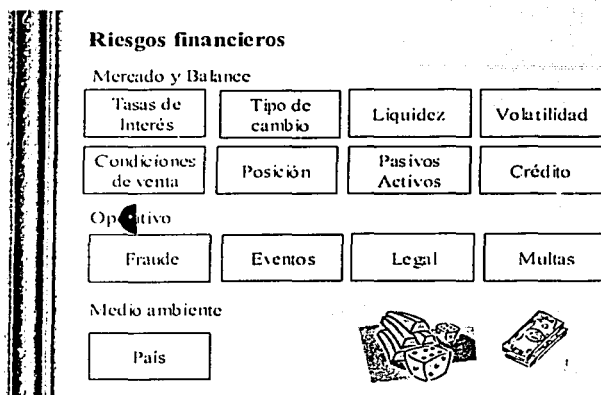 Riesgos financieros
Mercado y Balance
Tasas de Interés
Tipo de cambio
Liquidez
Volatilidad
Condiciones de venta
Posición
Pasivos Activos
Crédito
Fraude
Eventos
Legal
Multas
Medio ambiente
País